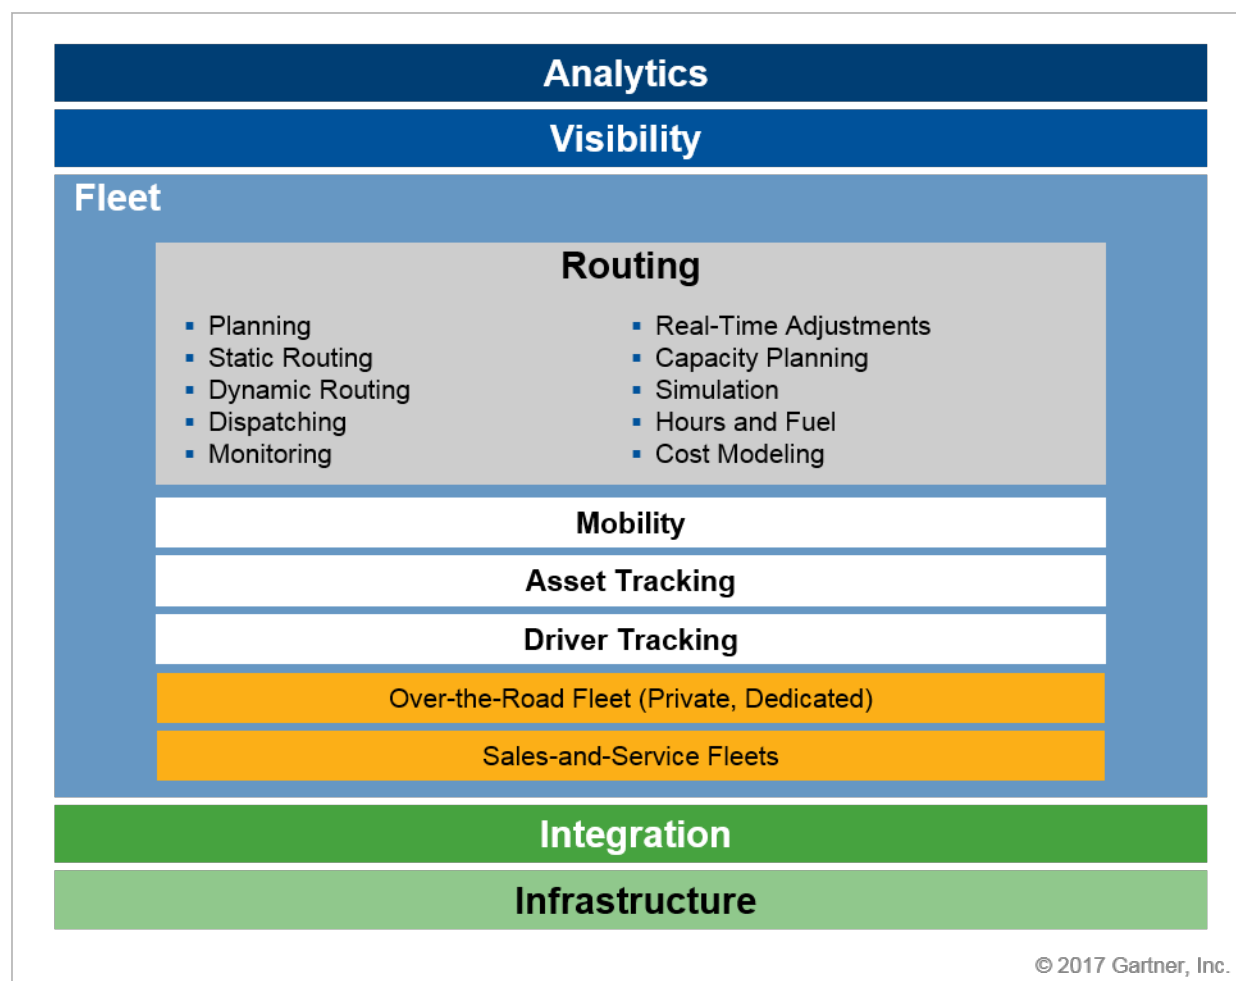 Analytics
Visibility
Fleet
Routing
▪ Planning
▪ Static Routing
▪ Dynamic Routing
▪ Dispatching
▪ Monitoring
▪ Real-Time Adjustments
▪ Capacity Planning
▪ Simulation
▪ Hours and Fuel
▪ Cost Modeling
Mobility
Asset Tracking
Driver Tracking
Over-the-Road Fleet (Private, Dedicated)
Sales-and-Service Fleets
Integration
Infrastructure
© 2017 Gartner, Inc.